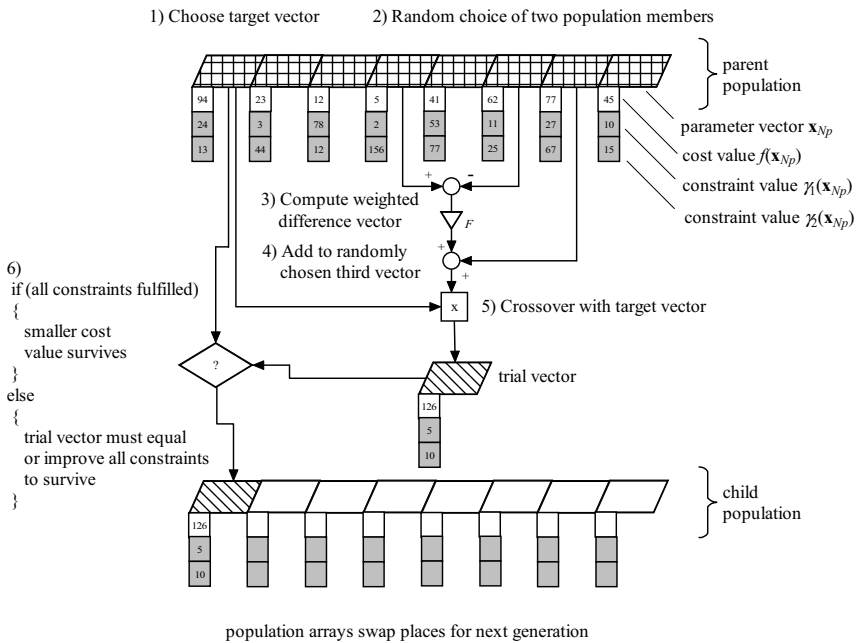 1) Choose target vector 2) Random choice of two population members
parent
population
94 23 12 5 41 62 77 45
24 3 78 2 53 11 27 10
13 44 12 156 77 25 67 15
parameter vector x_Np
cost value f(x_Np)
constraint value γ1(x_Np)
constraint value γ2(x_Np)
+ -
3) Compute weighted
difference vector
F
4) Add to randomly
chosen third vector
+
+
x
5) Crossover with target vector
6)
if (all constraints fulfilled)
{
smaller cost
value survives
}
else
{
trial vector must equal
or improve all constraints
to survive
}
?
trial vector
126
5
10
child
population
126
5
10
population arrays swap places for next generation